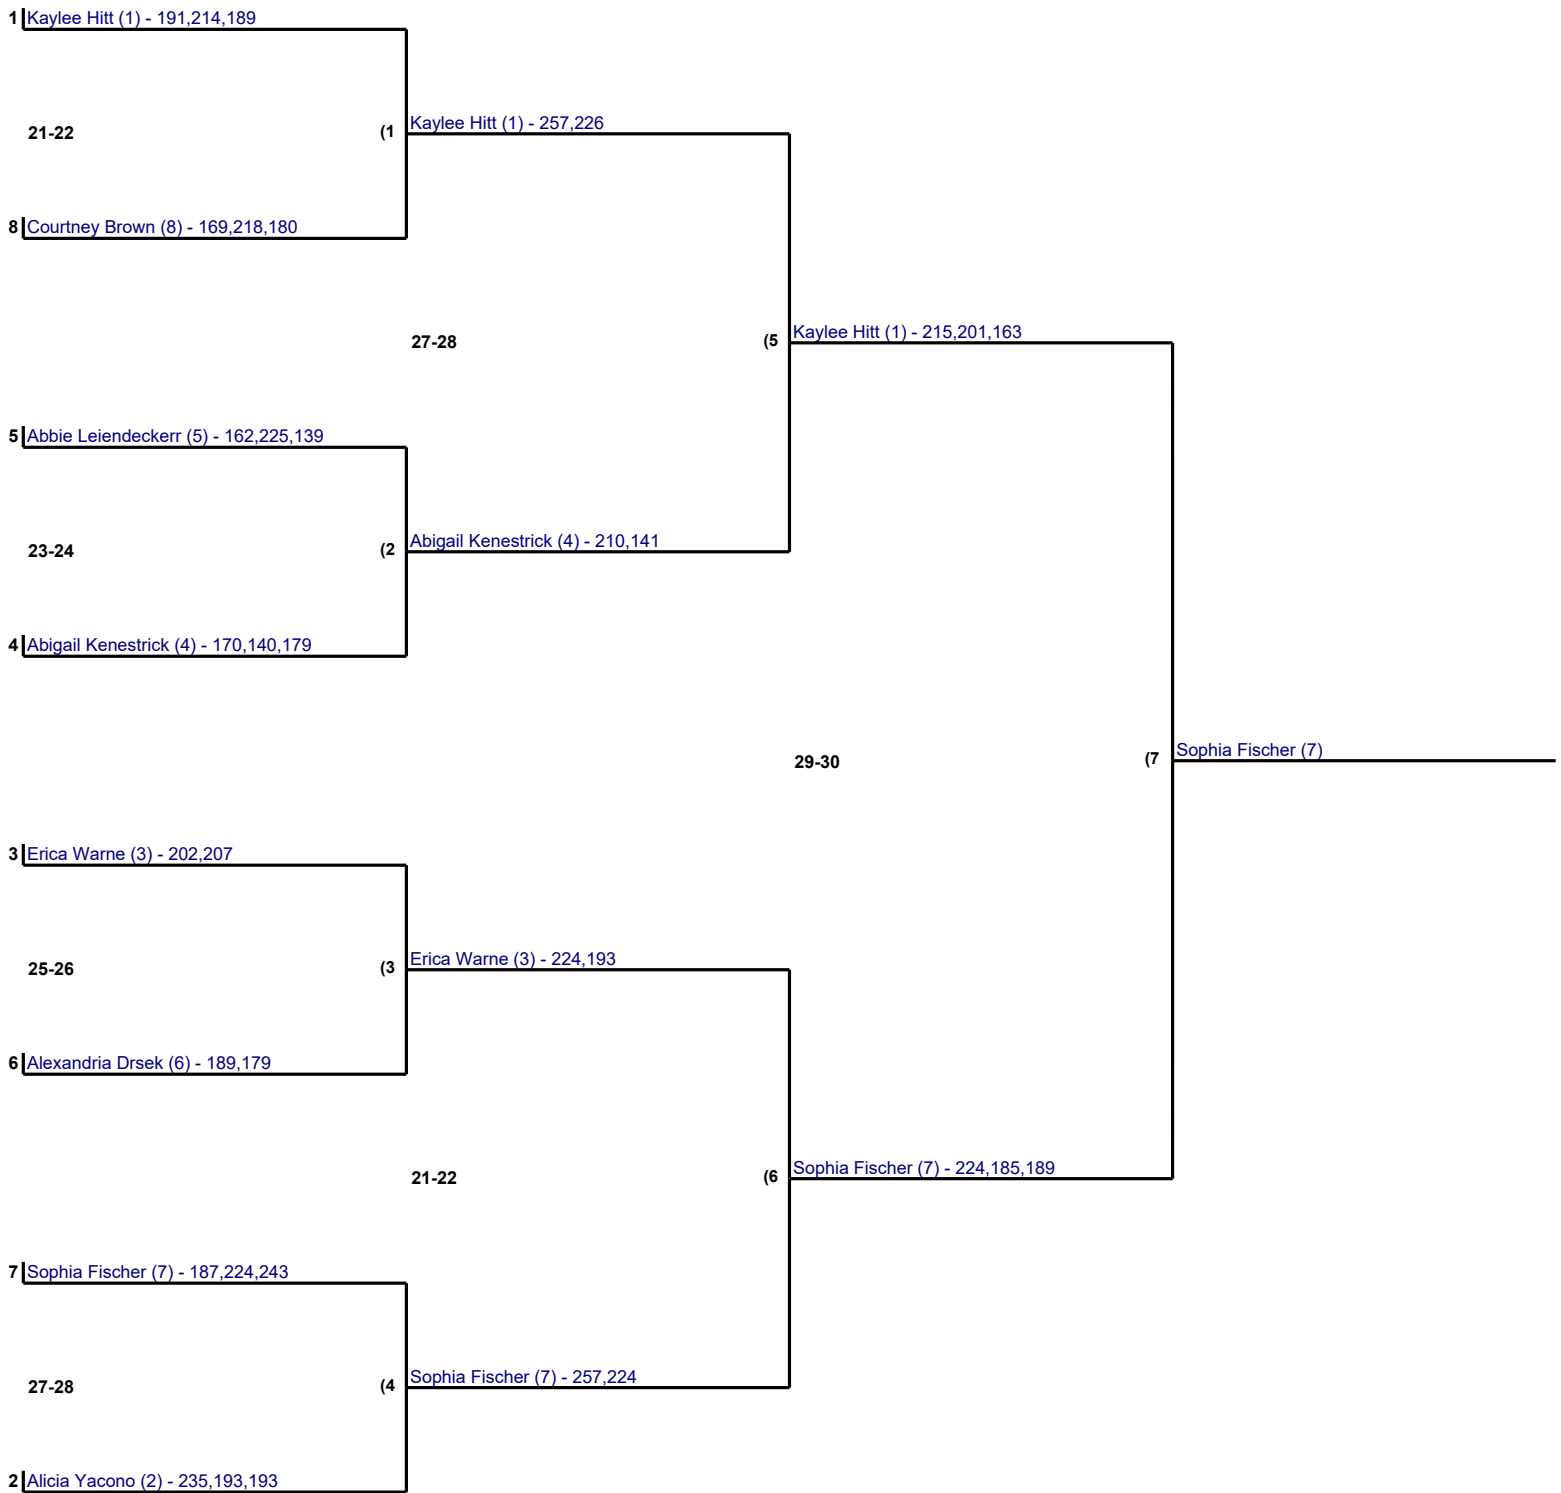 1 Kaylee Hitt (1) - 191,214,189
21-22 (1 Kaylee Hitt (1) - 257,226
8 Courtney Brown (8) - 169,218,180
27-28 (5 Kaylee Hitt (1) - 215,201,163
5 Abbie Leiendeckerr (5) - 162,225,139
23-24 (2 Abigail Kenestrick (4) - 210,141
4 Abigail Kenestrick (4) - 170,140,179
29-30 (7 Sophia Fischer (7)
3 Erica Warne (3) - 202,207
25-26 (3 Erica Warne (3) - 224,193
6 Alexandria Drsek (6) - 189,179
21-22 (6 Sophia Fischer (7) - 224,185,189
7 Sophia Fischer (7) - 187,224,243
27-28 (4 Sophia Fischer (7) - 257,224
2 Alicia Yacono (2) - 235,193,193